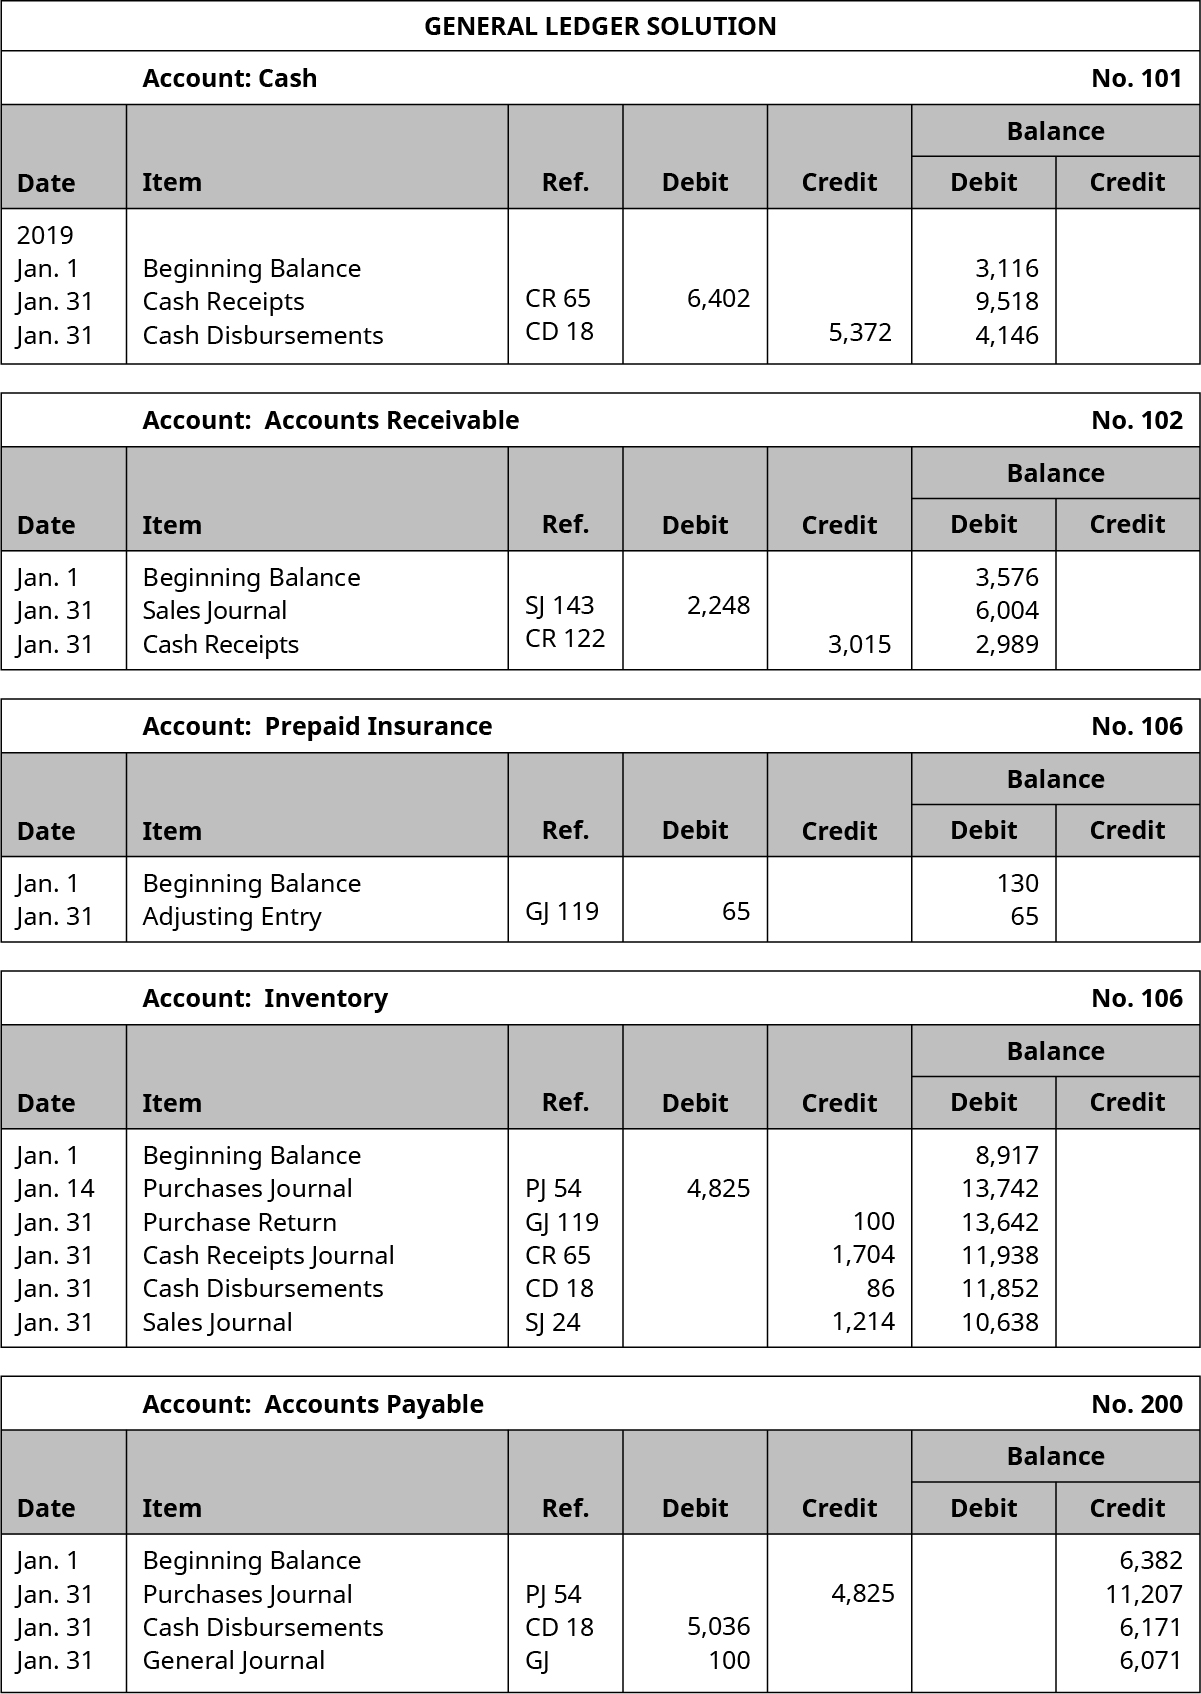 GENERAL LEDGER SOLUTION
Account: Cash No. 101
Balance
Date Item Ref. Debit Credit Debit Credit
2019
Jan. 1 Beginning Balance 3,116
Jan. 31 Cash Receipts CR 65 6,402 9,518
Jan. 31 Cash Disbursements CD 18 5,372 4,146
Account: Accounts Receivable No. 102
Balance
Date Item Ref. Debit Credit Debit Credit
Jan. 1 Beginning Balance 3,576
Jan. 31 Sales Journal SJ 143 2,248 6,004
Jan. 31 Cash Receipts CR 122 3,015 2,989
Account: Prepaid Insurance No. 106
Balance
Date Item Ref. Debit Credit Debit Credit
Jan. 1 Beginning Balance 130
Jan. 31 Adjusting Entry GJ 119 65 65
Account: Inventory No. 106
Balance
Date Item Ref. Debit Credit Debit Credit
Jan. 1 Beginning Balance 8,917
Jan. 14 Purchases Journal PJ 54 4,825 13,742
Jan. 31 Purchase Return GJ 119 100 13,642
Jan. 31 Cash Receipts Journal CR 65 1,704 11,938
Jan. 31 Cash Disbursements CD 18 86 11,852
Jan. 31 Sales Journal SJ 24 1,214 10,638
Account: Accounts Payable No. 200
Balance
Date Item Ref. Debit Credit Debit Credit
Jan. 1 Beginning Balance 6,382
Jan. 31 Purchases Journal PJ 54 4,825 11,207
Jan. 31 Cash Disbursements CD 18 5,036 6,171
Jan. 31 General Journal GJ 100 6,071